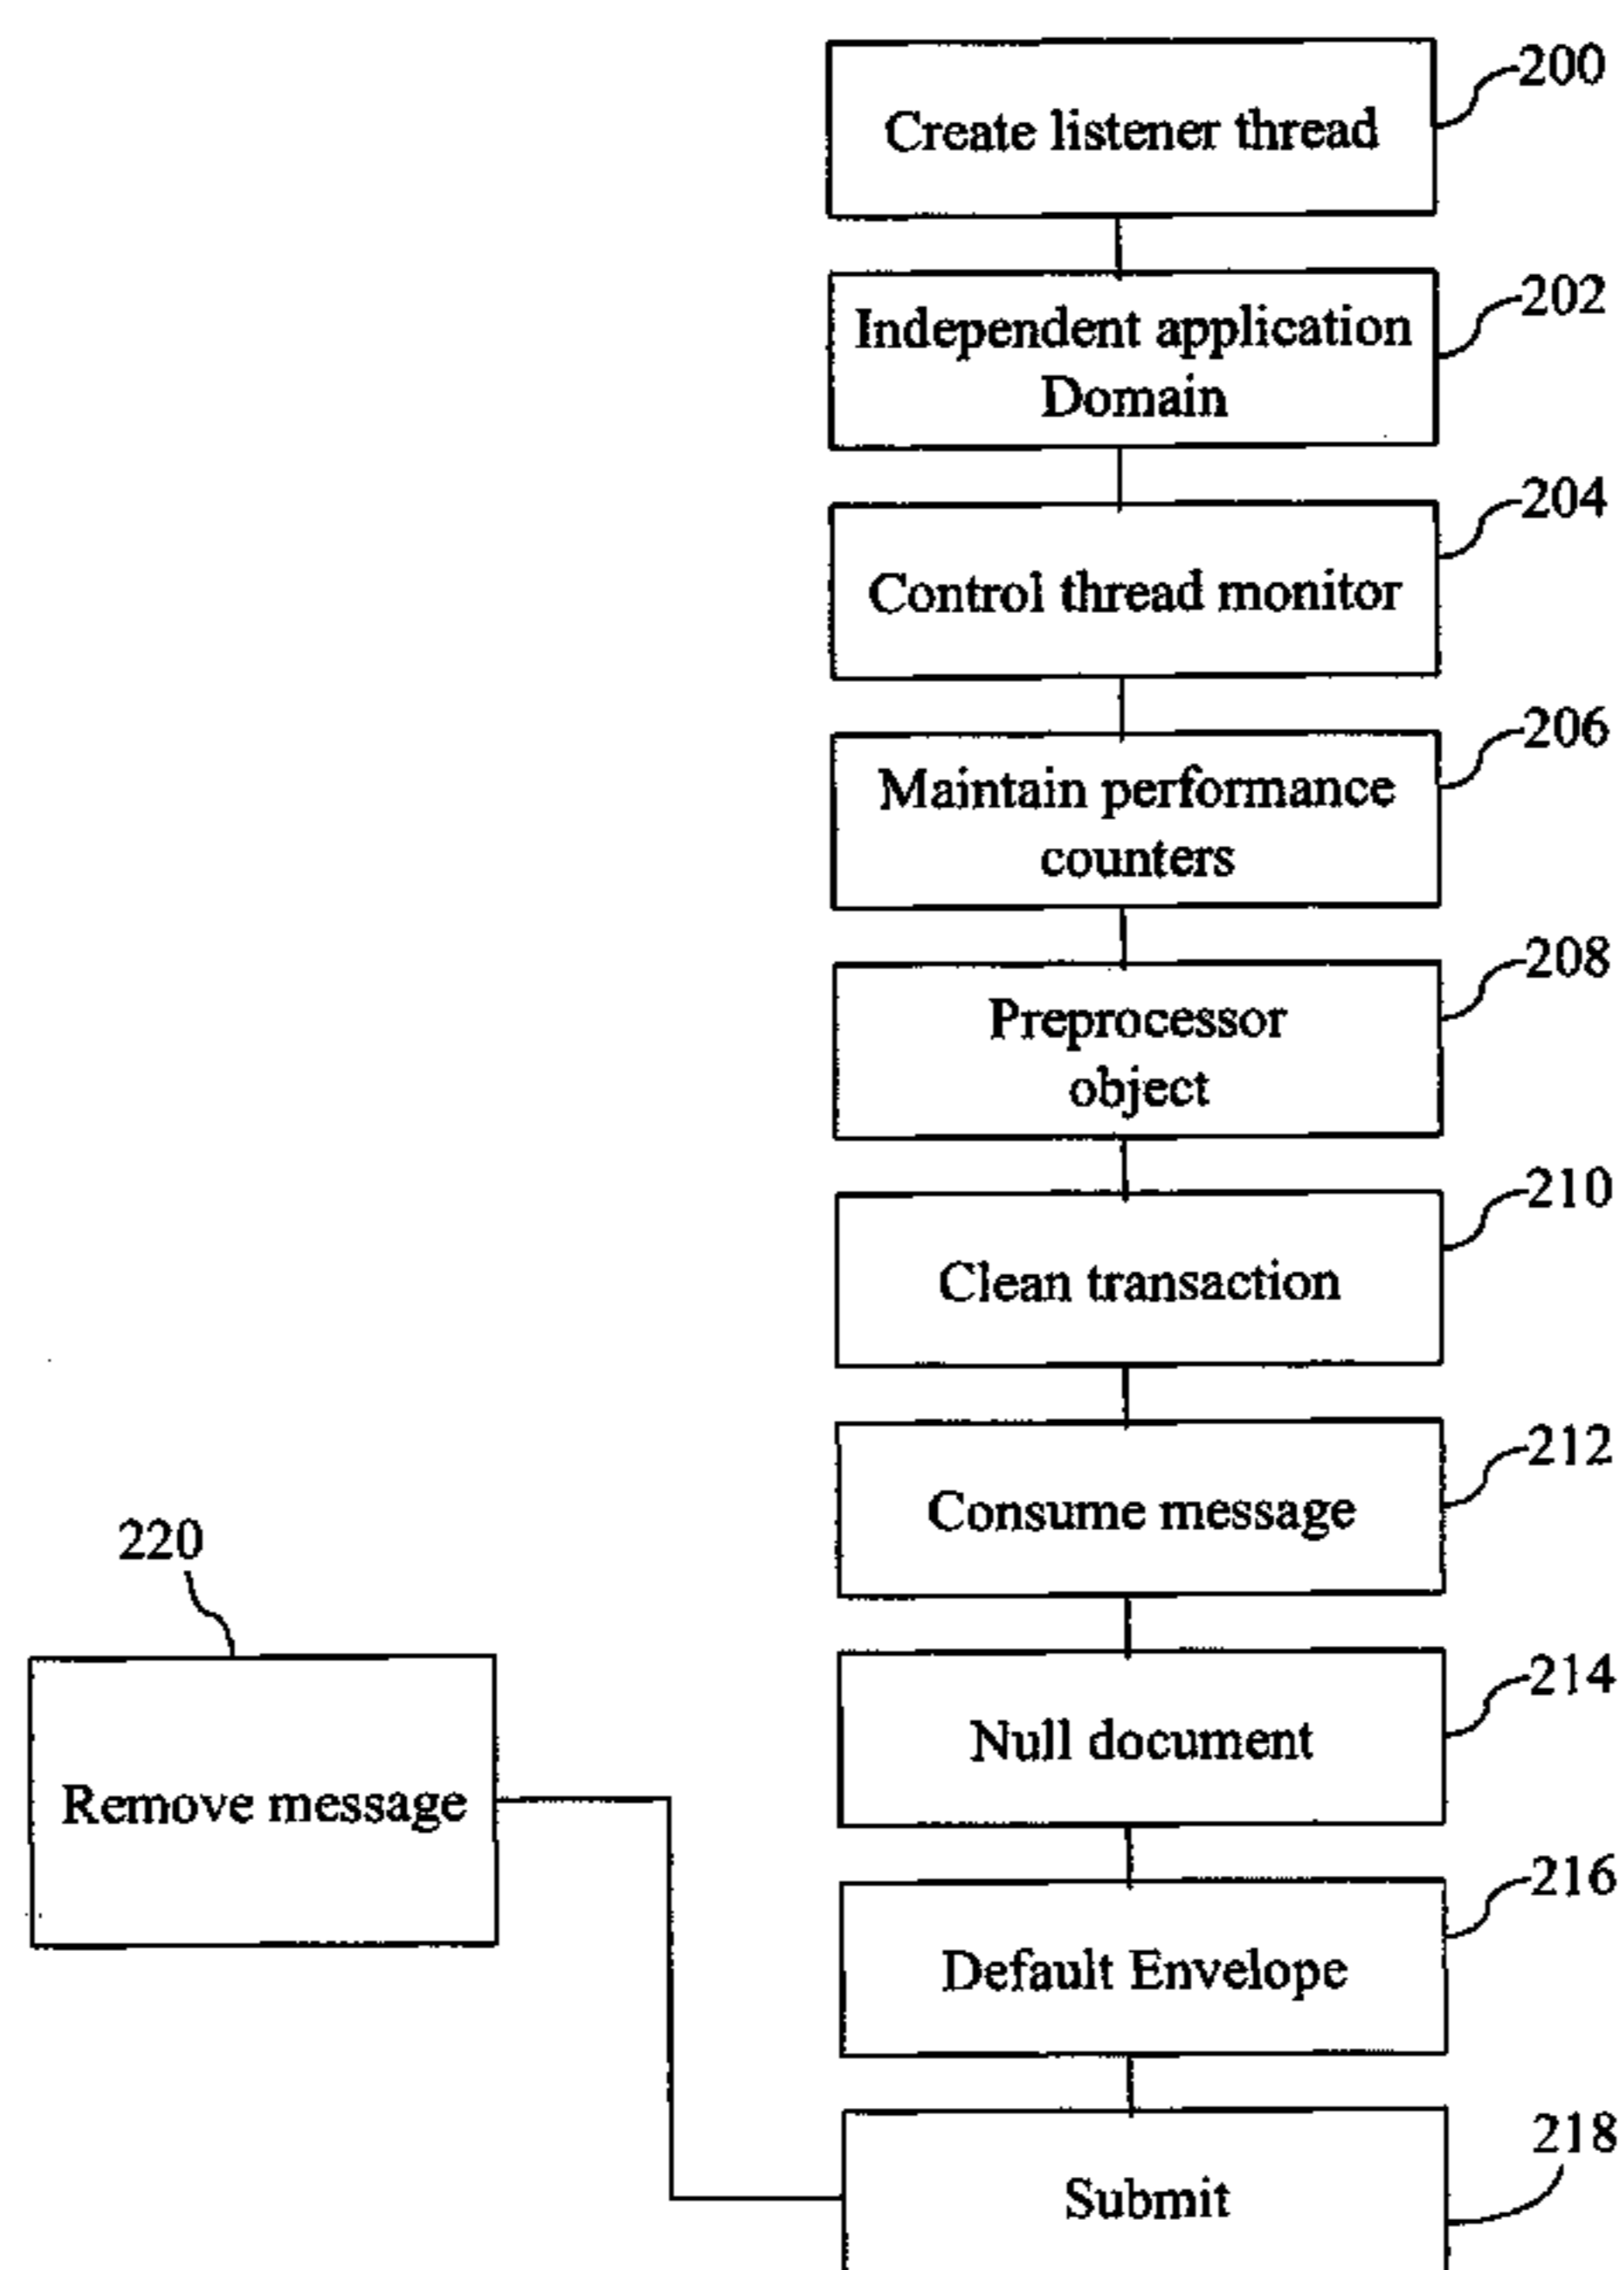 200
Create listener thread
202
Independent application
Domain
204
Control thread monitor
206
Maintain performance
counters
208
Preprocessor
object
210
Clean transaction
212
Consume message
220
214
Null document
Remove message
216
Default Envelope
218
Submit